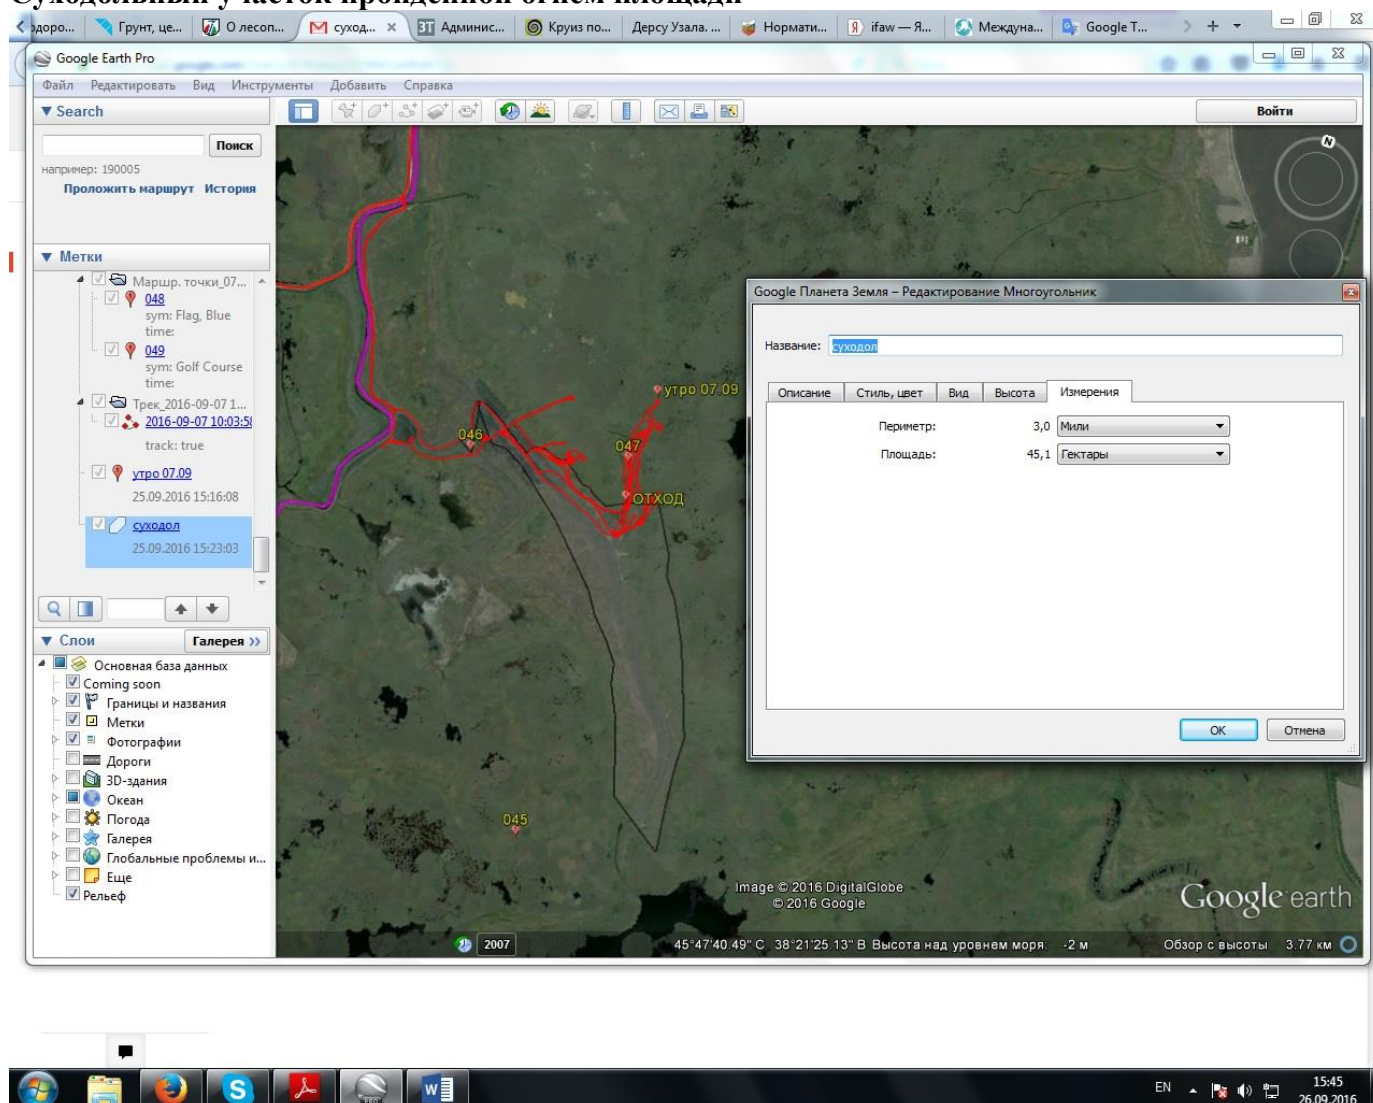 Суходольный участок пройденной огнем площади
здоро...
Грунт, це...
О лесоп...
суход...
Админис...
Круиз по...
Дерсу Узала. ...
Нормати...
ifaw — Я...
Междуна...
Google Т...
Google Earth Pro
Файл Редактировать Вид Инструменты Добавить Справка
Search
Войти
Поиск
например: 190005
Проложить маршрут История
Метки
Маршр. точки_07...
048
sym: Flag, Blue
time:
049
sym: Golf Course
time:
Трек_2016-09-07 1...
2016-09-07 10:03:58
track: true
утро 07.09
25.09.2016 15:16:08
суходол
25.09.2016 15:23:03
Слои
Галерея >>
Основная база данных
Coming soon
Границы и названия
Метки
Фотографии
Дороги
3D-здания
Океан
Погода
Галерея
Глобальные проблемы и...
Еще
Рельеф
N
утро 07 09
046
047
ОТХОД
045
Google Планета Земля – Редактирование Многоугольник
Название: суходол
Описание Стиль, цвет Вид Высота Измерения
Периметр: 3,0 Мили
Площадь: 45,1 Гектары
ОК Отмена
Image © 2016 DigitalGlobe
© 2016 Google
Google earth
2007
45°47'40.49" С 38°21'25.13" В Высота над уровнем моря: -2 м Обзор с высоты 3.77 км
EN
15:45
26.09.2016